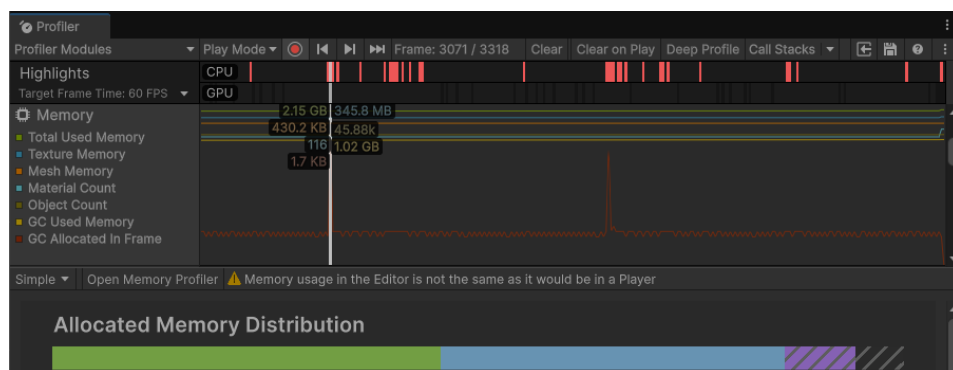 Profiler
Profiler Modules Play Mode Frame: 3071 / 3318 Clear Clear on Play Deep Profile Call Stacks
Highlights CPU
Target Frame Time: 60 FPS GPU
Memory 2.15 GB 345.8 MB
Total Used Memory 430.2 KB 45.88k
Texture Memory 116 1.02 GB
Mesh Memory 1.7 KB
Material Count
Object Count
GC Used Memory
GC Allocated In Frame
Simple Open Memory Profiler Memory usage in the Editor is not the same as it would be in a Player
Allocated Memory Distribution